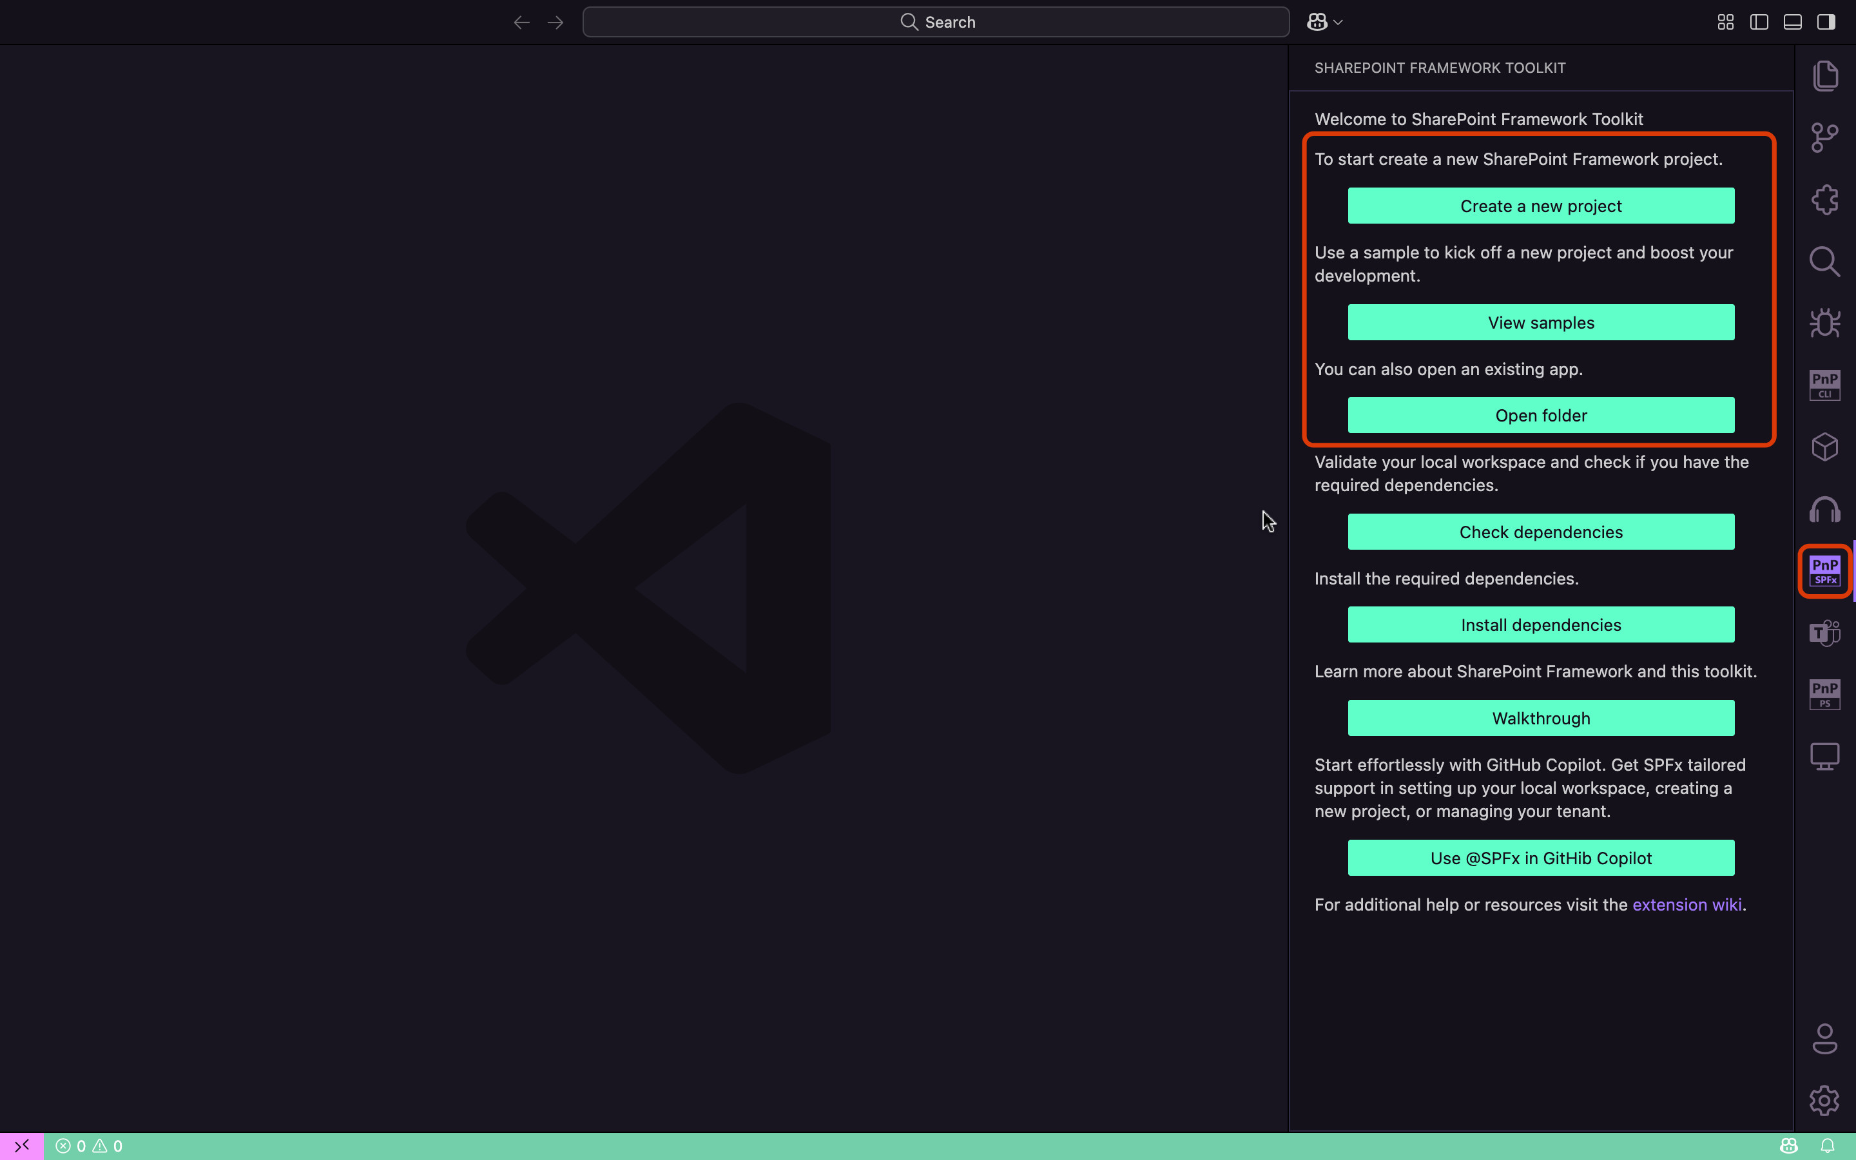 Search
SHAREPOINT FRAMEWORK TOOLKIT
Welcome to SharePoint Framework Toolkit
To start create a new SharePoint Framework project.
Create a new project
Use a sample to kick off a new project and boost your
development.
View samples
You can also open an existing app.
Open folder
Validate your local workspace and check if you have the
required dependencies.
Check dependencies
Install the required dependencies.
Install dependencies
Learn more about SharePoint Framework and this toolkit.
Walkthrough
Start effortlessly with GitHub Copilot. Get SPFx tailored
support in setting up your local workspace, creating a
new project, or managing your tenant.
Use @SPFx in GitHib Copilot
For additional help or resources visit the extension wiki.
PnP
CLI
PnP
SPFx
T
PnP
PS
0 0